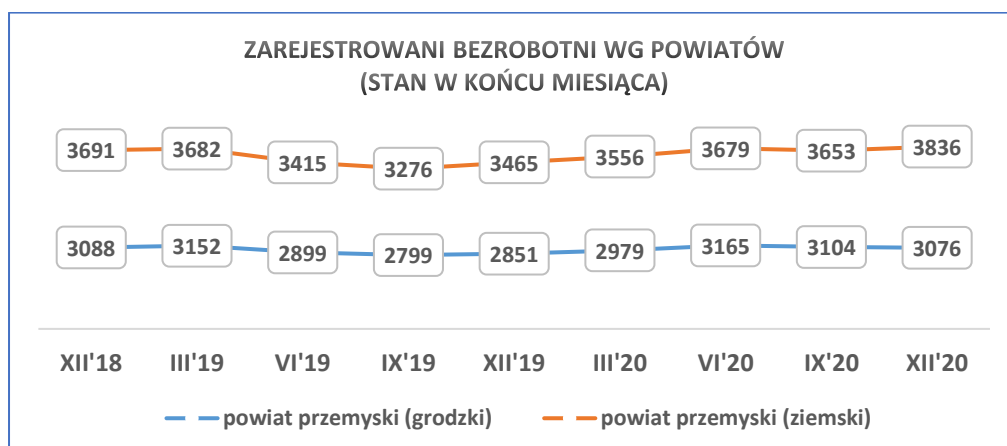 ZAREJESTROWANI BEZROBOTNI WG POWIATÓW
(STAN W KOŃCU MIESIĄCA)
3691 3682 3415 3276 3465 3556 3679 3653 3836
3088 3152 2899 2799 2851 2979 3165 3104 3076
XII'18 III'19 VI'19 IX'19 XII'19 III'20 VI'20 IX'20 XII'20
powiat przemyski (grodzki) powiat przemyski (ziemski)